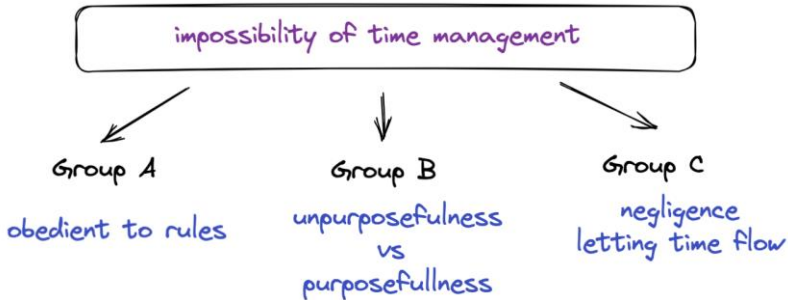 impossibility of time management
Group A
obedient to rules
Group B
unpurposefulness
vs
purposefullness
Group C
negligence
letting time flow